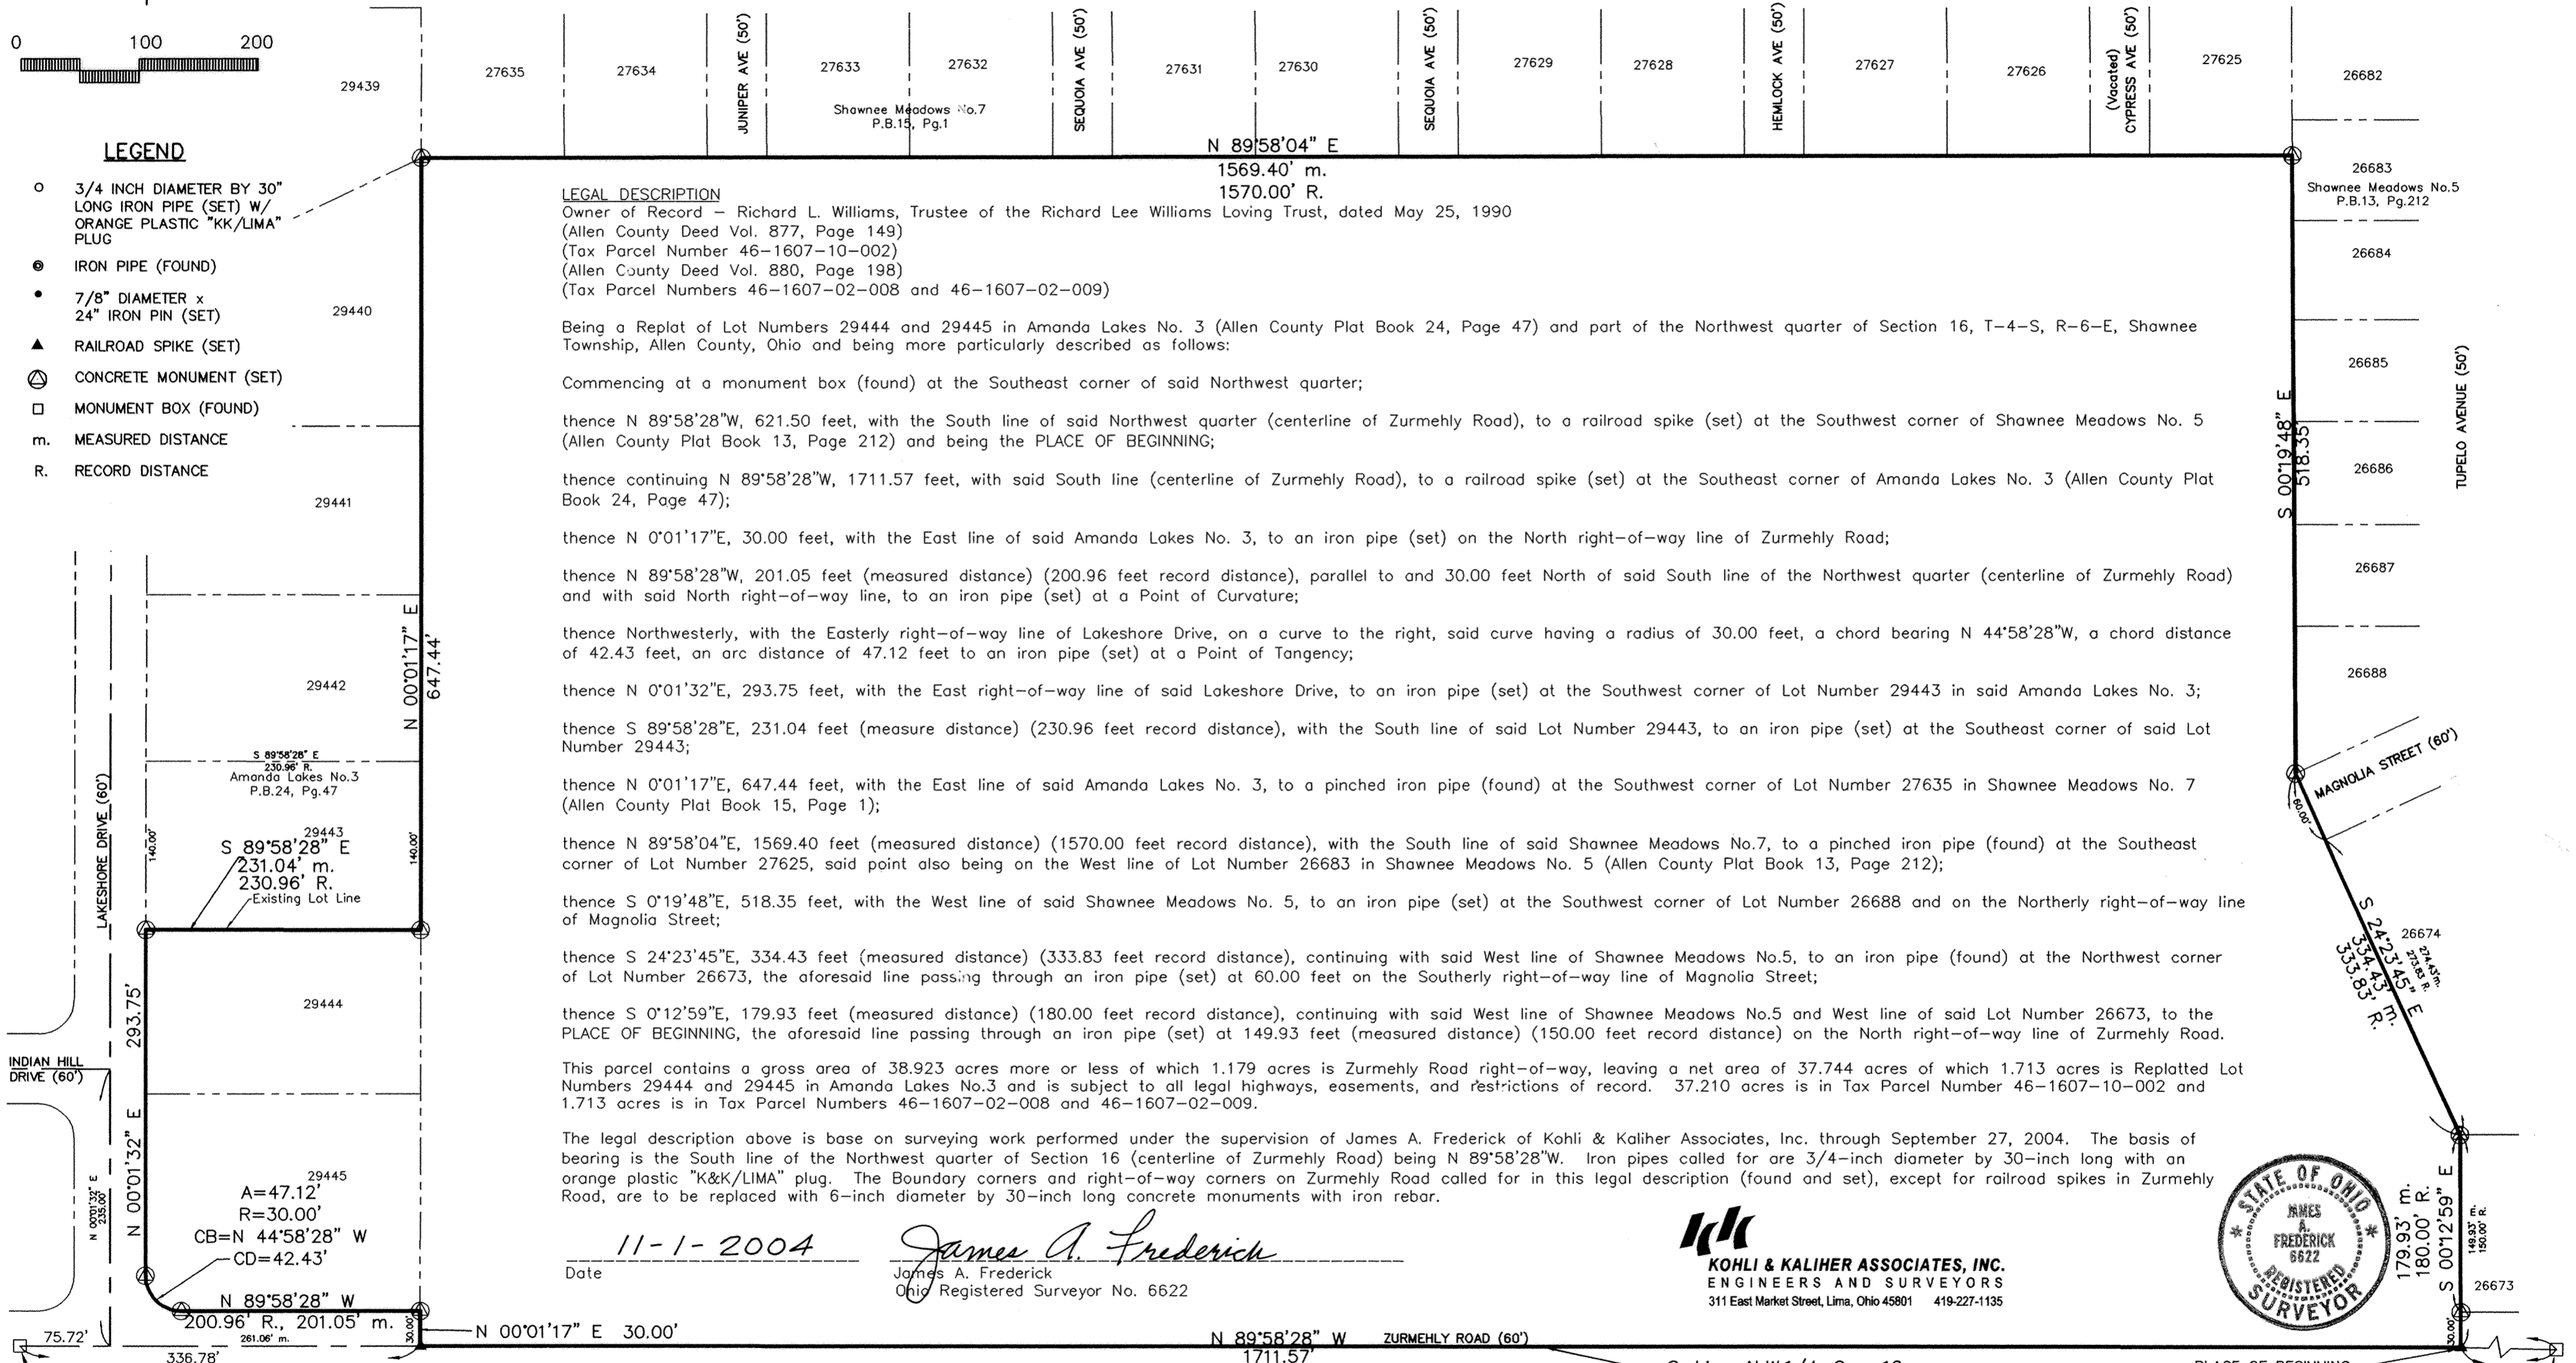 0 100 200
LEGEND
3/4 INCH DIAMETER BY 30"
LONG IRON PIPE (SET) W/
ORANGE PLASTIC "KK/LIMA"
PLUG
IRON PIPE (FOUND)
7/8" DIAMETER x
24" IRON PIN (SET)
RAILROAD SPIKE (SET)
CONCRETE MONUMENT (SET)
MONUMENT BOX (FOUND)
m. MEASURED DISTANCE
R. RECORD DISTANCE
29439
27635
27634
JUNIPER AVE (50')
27633
27632
Shawnee Meadows No.7
P.B.15, Pg.1
SEQUOIA AVE (50')
27631
27630
SEQUOIA AVE (50')
27629
27628
HEMLOCK AVE (50')
27627
27626
(Vacated)
CYPRESS AVE (50')
27625
26682
N 89°58'04" E
1569.40' m.
1570.00' R.
26683
Shawnee Meadows No.5
P.B.13, Pg.212
26684
26685
26686
26687
26688
TUPELO AVENUE (50')
S 00°19'48" E
518.35'
MAGNOLIA STREET (60')
60.00'
S 24°23'45" E
334.43' m.
333.83' R.
26674
274.43'm.
273.83 R.
LEGAL DESCRIPTION
Owner of Record – Richard L. Williams, Trustee of the Richard Lee Williams Loving Trust, dated May 25, 1990
(Allen County Deed Vol. 877, Page 149)
(Tax Parcel Number 46–1607–10–002)
(Allen County Deed Vol. 880, Page 198)
(Tax Parcel Numbers 46–1607–02–008 and 46–1607–02–009)
Being a Replat of Lot Numbers 29444 and 29445 in Amanda Lakes No. 3 (Allen County Plat Book 24, Page 47) and part of the Northwest quarter of Section 16, T–4–S, R–6–E, Shawnee
Township, Allen County, Ohio and being more particularly described as follows:
Commencing at a monument box (found) at the Southeast corner of said Northwest quarter;
thence N 89°58'28"W, 621.50 feet, with the South line of said Northwest quarter (centerline of Zurmehly Road), to a railroad spike (set) at the Southwest corner of Shawnee Meadows No. 5
(Allen County Plat Book 13, Page 212) and being the PLACE OF BEGINNING;
thence continuing N 89°58'28"W, 1711.57 feet, with said South line (centerline of Zurmehly Road), to a railroad spike (set) at the Southeast corner of Amanda Lakes No. 3 (Allen County Plat
Book 24, Page 47);
thence N 0°01'17"E, 30.00 feet, with the East line of said Amanda Lakes No. 3, to an iron pipe (set) on the North right–of–way line of Zurmehly Road;
thence N 89°58'28"W, 201.05 feet (measured distance) (200.96 feet record distance), parallel to and 30.00 feet North of said South line of the Northwest quarter (centerline of Zurmehly Road)
and with said North right–of–way line, to an iron pipe (set) at a Point of Curvature;
thence Northwesterly, with the Easterly right–of–way line of Lakeshore Drive, on a curve to the right, said curve having a radius of 30.00 feet, a chord bearing N 44°58'28"W, a chord distance
of 42.43 feet, an arc distance of 47.12 feet to an iron pipe (set) at a Point of Tangency;
thence N 0°01'32"E, 293.75 feet, with the East right–of–way line of said Lakeshore Drive, to an iron pipe (set) at the Southwest corner of Lot Number 29443 in said Amanda Lakes No. 3;
thence S 89°58'28"E, 231.04 feet (measure distance) (230.96 feet record distance), with the South line of said Lot Number 29443, to an iron pipe (set) at the Southeast corner of said Lot
Number 29443;
thence N 0°01'17"E, 647.44 feet, with the East line of said Amanda Lakes No. 3, to a pinched iron pipe (found) at the Southwest corner of Lot Number 27635 in Shawnee Meadows No. 7
(Allen County Plat Book 15, Page 1);
thence N 89°58'04"E, 1569.40 feet (measured distance) (1570.00 feet record distance), with the South line of said Shawnee Meadows No.7, to a pinched iron pipe (found) at the Southeast
corner of Lot Number 27625, said point also being on the West line of Lot Number 26683 in Shawnee Meadows No. 5 (Allen County Plat Book 13, Page 212);
thence S 0°19'48"E, 518.35 feet, with the West line of said Shawnee Meadows No. 5, to an iron pipe (set) at the Southwest corner of Lot Number 26688 and on the Northerly right–of–way line
of Magnolia Street;
thence S 24°23'45"E, 334.43 feet (measured distance) (333.83 feet record distance), continuing with said West line of Shawnee Meadows No.5, to an iron pipe (found) at the Northwest corner
of Lot Number 26673, the aforesaid line passing through an iron pipe (set) at 60.00 feet on the Southerly right–of–way line of Magnolia Street;
thence S 0°12'59"E, 179.93 feet (measured distance) (180.00 feet record distance), continuing with said West line of Shawnee Meadows No.5 and West line of said Lot Number 26673, to the
PLACE OF BEGINNING, the aforesaid line passing through an iron pipe (set) at 149.93 feet (measured distance) (150.00 feet record distance) on the North right–of–way line of Zurmehly Road.
This parcel contains a gross area of 38.923 acres more or less of which 1.179 acres is Zurmehly Road right–of–way, leaving a net area of 37.744 acres of which 1.713 acres is Replatted Lot
Numbers 29444 and 29445 in Amanda Lakes No.3 and is subject to all legal highways, easements, and restrictions of record. 37.210 acres is in Tax Parcel Number 46–1607–10–002 and
1.713 acres is in Tax Parcel Numbers 46–1607–02–008 and 46–1607–02–009.
The legal description above is base on surveying work performed under the supervision of James A. Frederick of Kohli & Kaliher Associates, Inc. through September 27, 2004. The basis of
bearing is the South line of the Northwest quarter of Section 16 (centerline of Zurmehly Road) being N 89°58'28"W. Iron pipes called for are 3/4–inch diameter by 30–inch long with an
orange plastic "K&K/LIMA" plug. The Boundary corners and right–of–way corners on Zurmehly Road called for in this legal description (found and set), except for railroad spikes in Zurmehly
Road, are to be replaced with 6–inch diameter by 30–inch long concrete monuments with iron rebar.
11-1-2004
Date
James A. Frederick
James A. Frederick
Ohio Registered Surveyor No. 6622
KK
KOHLI & KALIHER ASSOCIATES, INC.
ENGINEERS AND SURVEYORS
311 East Market Street, Lima, Ohio 45801 419-227-1135
STATE OF OHIO
JAMES
A.
FREDERICK
6622
REGISTERED
SURVEYOR
179.93' m.
180.00' R.
S 00°12'59" E
149.93' m.
150.00' R.
26673
30.00'
29440
29441
29442
N 00°01'17" E
647.44'
S 89°58'28" E
230.96' R.
Amanda Lakes No.3
P.B.24, Pg.47
LAKESHORE DRIVE (60')
140.00'
140.00'
29443
S 89°58'28" E
231.04' m.
230.96' R.
Existing Lot Line
29444
293.75'
N 00°01'32" E
INDIAN HILL
DRIVE (60')
N 00°01'32" E
235.00'
29445
A=47.12'
R=30.00'
CB=N 44°58'28" W
CD=42.43'
N 89°58'28" W
200.96' R., 201.05' m.
261.06' m.
30.00'
75.72'
336.78'
N 00°01'17" E 30.00'
N 89°58'28" W ZURMEHLY ROAD (60')
1711.57'